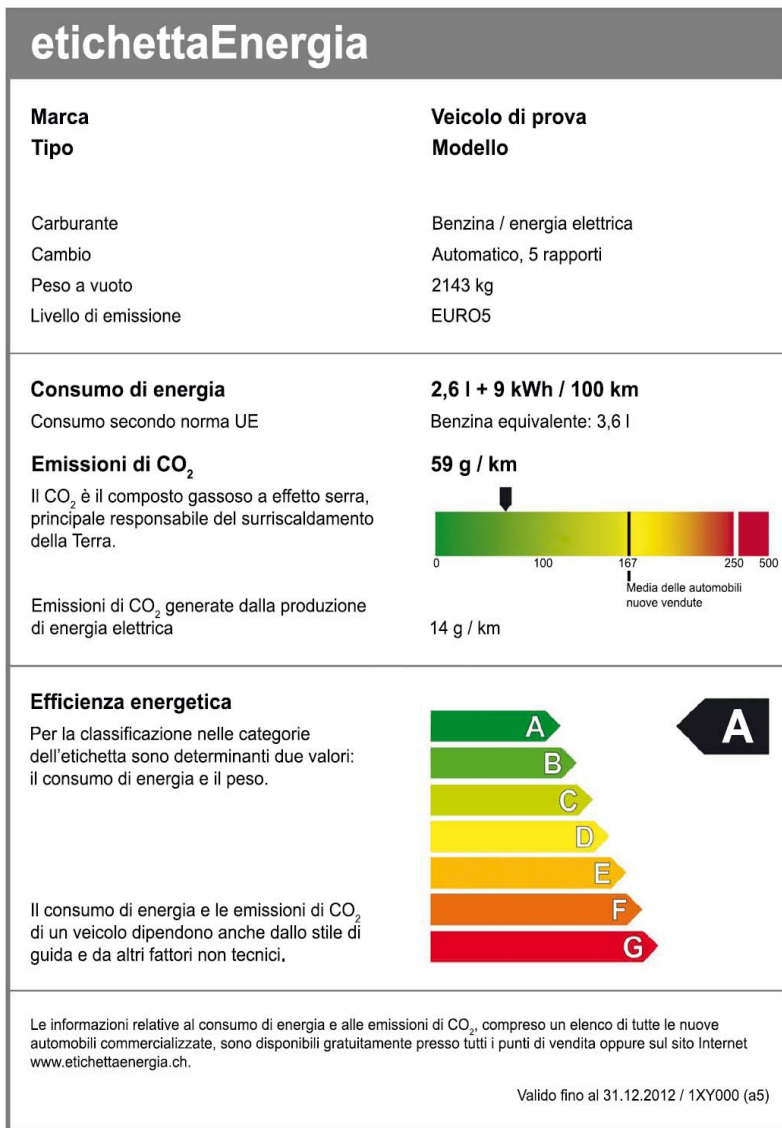 etichettaEnergia
Marca Veicolo di prova
Tipo Modello
Carburante Benzina / energia elettrica
Cambio Automatico, 5 rapporti
Peso a vuoto 2143 kg
Livello di emissione EURO5
Consumo di energia 2,6 l + 9 kWh / 100 km
Consumo secondo norma UE Benzina equivalente: 3,6 l
Emissioni di CO₂ 59 g / km
Il CO₂ è il composto gassoso a effetto serra,
principale responsabile del surriscaldamento
della Terra.
0 100 167 250 500
Media delle automobili
nuove vendute
Emissioni di CO₂ generate dalla produzione
di energia elettrica 14 g / km
Efficienza energetica
Per la classificazione nelle categorie
dell'etichetta sono determinanti due valori:
il consumo di energia e il peso.
A A
B
C
D
E
F
G
Il consumo di energia e le emissioni di CO₂
di un veicolo dipendono anche dallo stile di
guida e da altri fattori non tecnici.
Le informazioni relative al consumo di energia e alle emissioni di CO₂, compreso un elenco di tutte le nuove
automobili commercializzate, sono disponibili gratuitamente presso tutti i punti di vendita oppure sul sito Internet
www.etichettaenergia.ch.
Valido fino al 31.12.2012 / 1XY000 (a5)